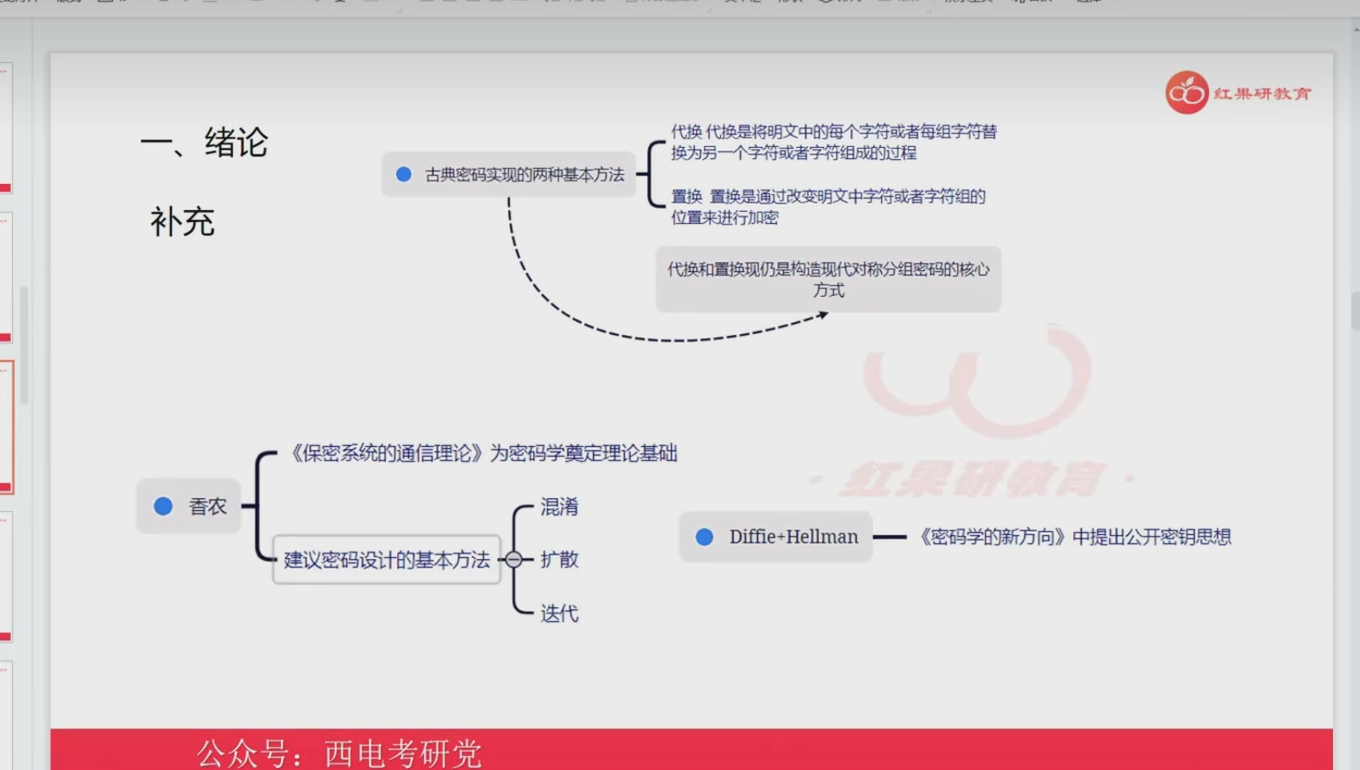 红果研教育
一、绪论
补充
古典密码实现的两种基本方法
代换 代换是将明文中的每个字符或者每组字符替
换为另一个字符或者字符组成的过程
置换 置换是通过改变明文中字符或者字符组的
位置来进行加密
代换和置换现仍是构造现代对称分组密码的核心
方式
· 红果研教育 ·
香农
《保密系统的通信理论》为密码学奠定理论基础
建议密码设计的基本方法
混淆
扩散
迭代
Diffie+Hellman
《密码学的新方向》中提出公开密钥思想
公众号：西电考研党